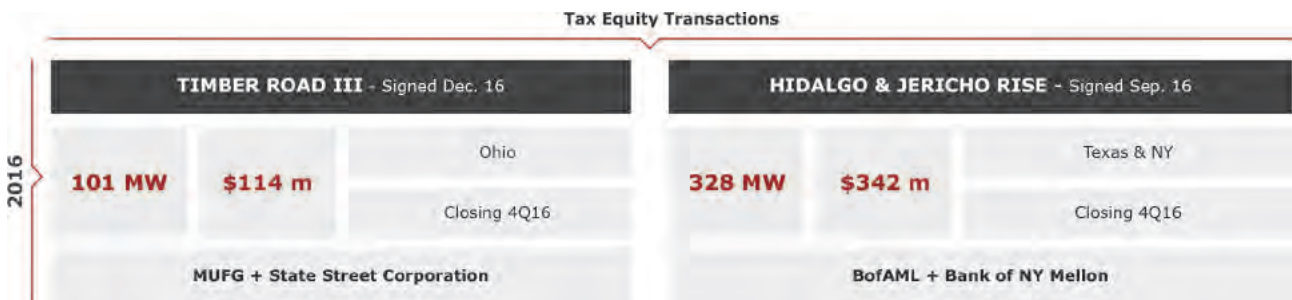 Tax Equity Transactions
2016
TIMBER ROAD III - Signed Dec. 16
101 MW
$114 m
Ohio
Closing 4Q16
MUFG + State Street Corporation
HIDALGO & JERICHO RISE - Signed Sep. 16
328 MW
$342 m
Texas & NY
Closing 4Q16
BofAML + Bank of NY Mellon